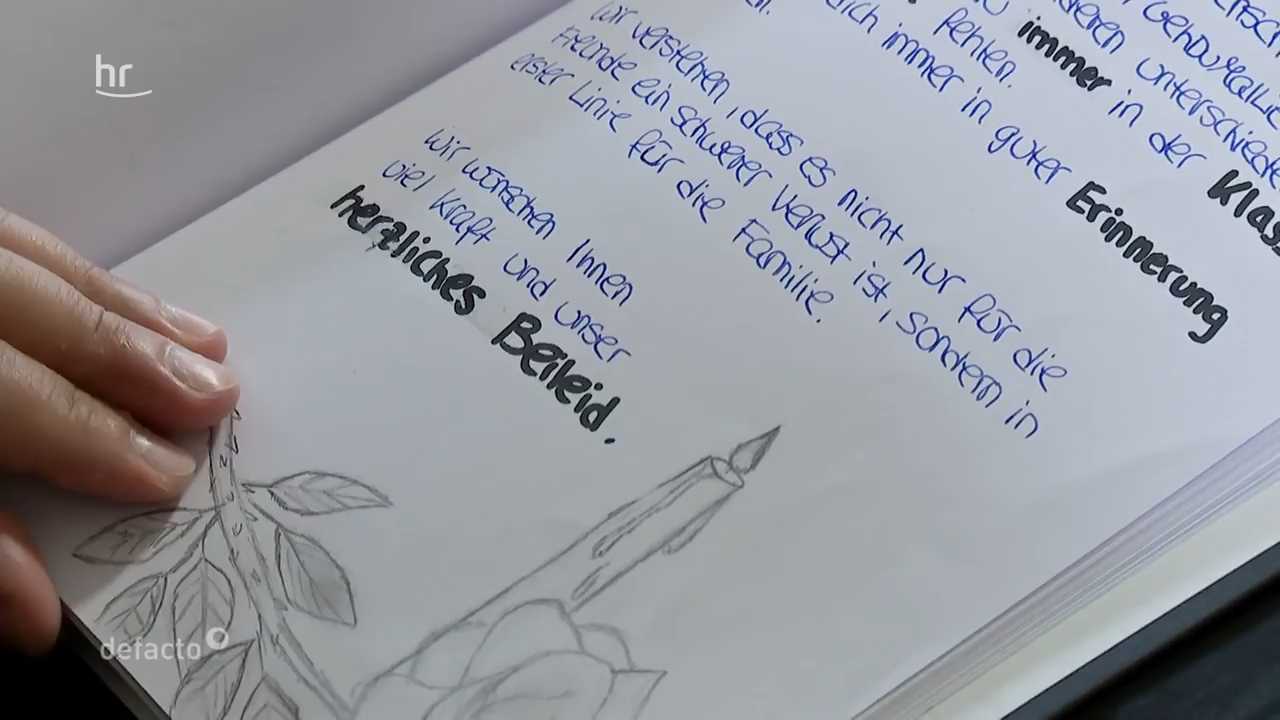 hr
unterschiede
immer in der Klas
fehlen.
immer in guter Erinnerung
Wir verstehen, dass es nicht nur für die
Freunde ein schwerer Verlust ist, sondern in
erster Linie für die Familie.
Wir wünschen Ihnen
viel Kraft und unser
herzliches Beileid.
defacto